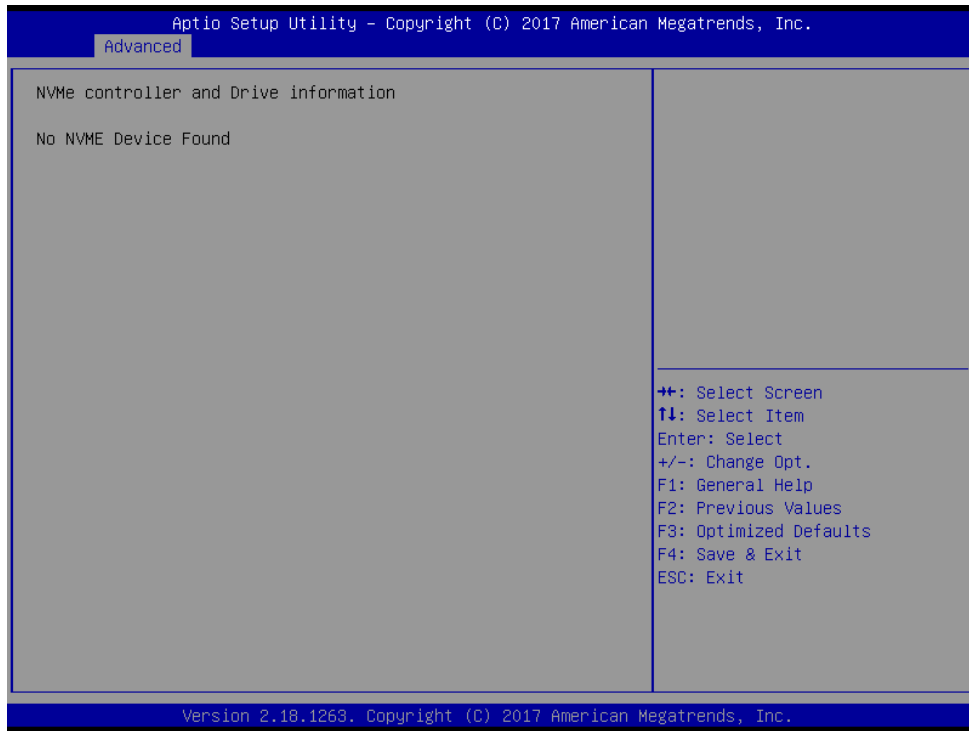 Aptio Setup Utility – Copyright (C) 2017 American Megatrends, Inc.
Advanced
NVMe controller and Drive information
No NVME Device Found
→←: Select Screen
↑↓: Select Item
Enter: Select
+/-: Change Opt.
F1: General Help
F2: Previous Values
F3: Optimized Defaults
F4: Save & Exit
ESC: Exit
Version 2.18.1263. Copyright (C) 2017 American Megatrends, Inc.